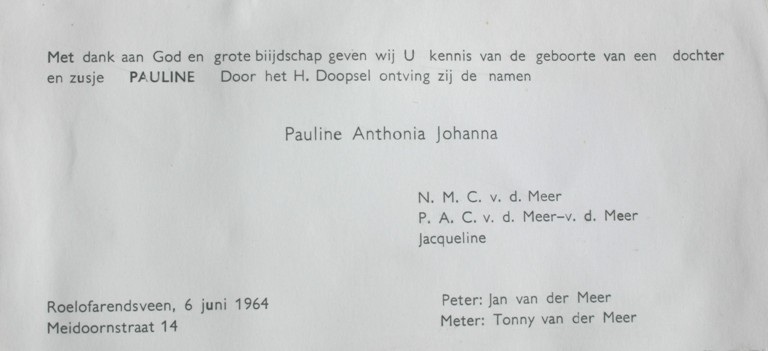 Met dank aan God en grote biijdschap geven wij U kennis van de geboorte van een dochter
en zusje PAULINE Door het H. Doopsel ontving zij de namen
Pauline Anthonia Johanna
N. M. C. v. d. Meer
P. A. C. v. d. Meer-v. d. Meer
Jacqueline
Roelofarendsveen, 6 juni 1964
Meidoornstraat 14
Peter: Jan van der Meer
Meter: Tonny van der Meer